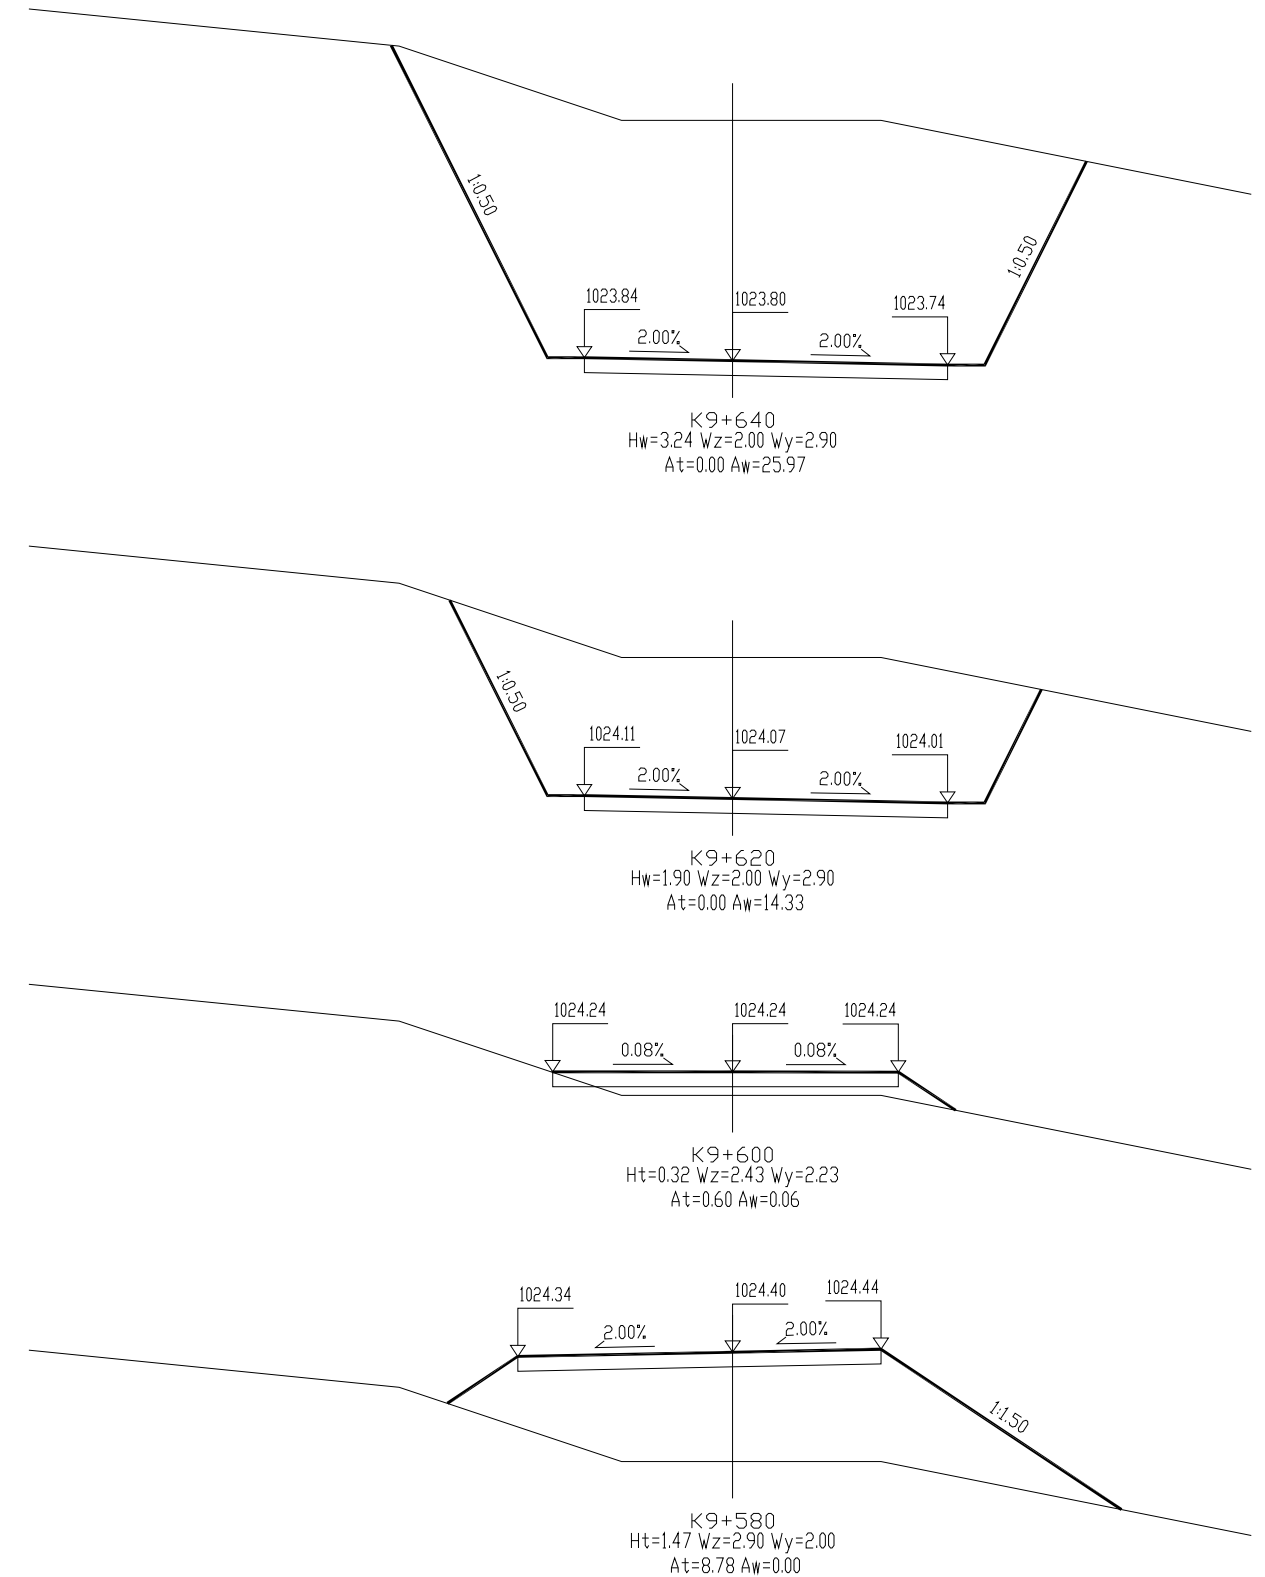 1:0.50
1:0.50
1023.84 1023.80 1023.74
2.00% 2.00%
K9+640
Hw=3.24 Wz=2.00 Wy=2.90
At=0.00 Aw=25.97
1:0.50
1024.11 1024.07 1024.01
2.00% 2.00%
K9+620
Hw=1.90 Wz=2.00 Wy=2.90
At=0.00 Aw=14.33
1024.24 1024.24 1024.24
0.08% 0.08%
K9+600
Ht=0.32 Wz=2.43 Wy=2.23
At=0.60 Aw=0.06
1024.34 1024.40 1024.44
2.00% 2.00%
1:1.50
K9+580
Ht=1.47 Wz=2.90 Wy=2.00
At=8.78 Aw=0.00